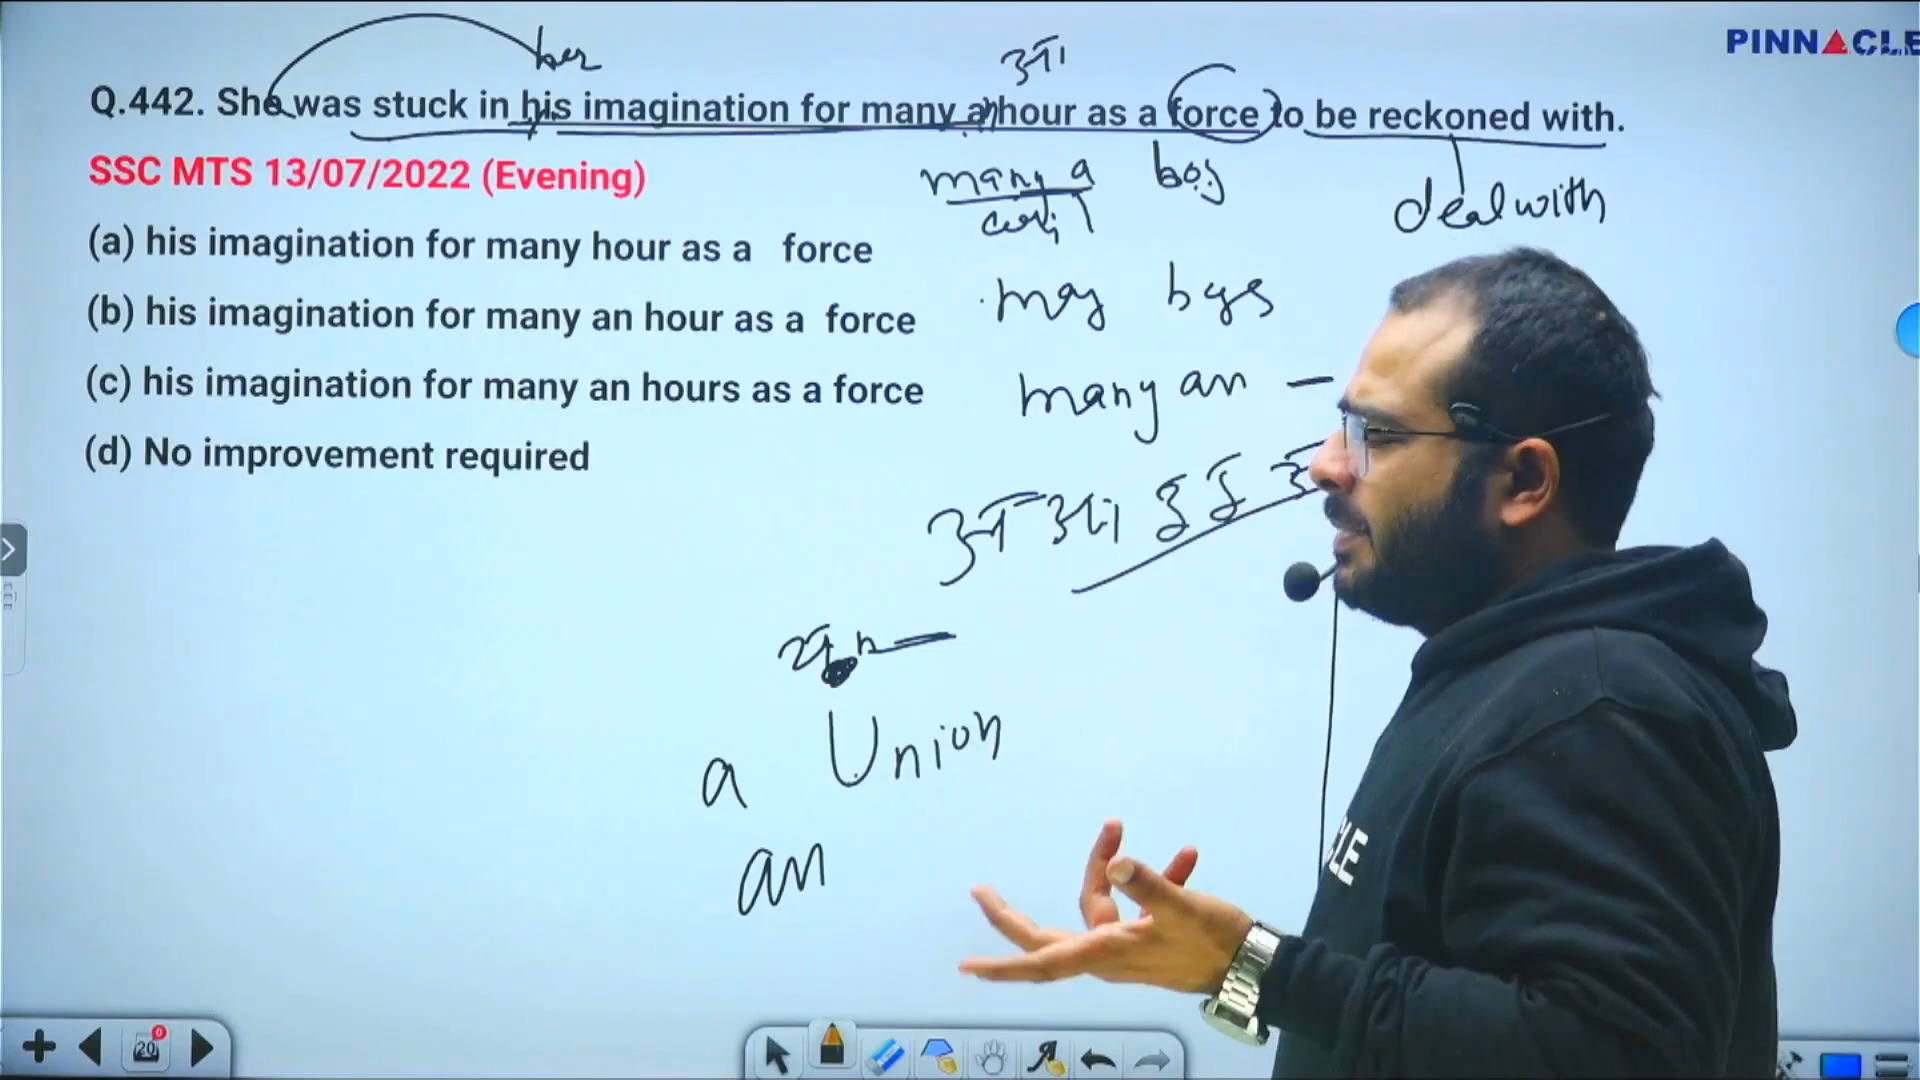 PINNACLE
her
Q.442. She was stuck in his imagination for many an hour as a force to be reckoned with.
SSC MTS 13/07/2022 (Evening)
many a boy
deal with
(a) his imagination for many hour as a force
(b) his imagination for many an hour as a force
many an –
(c) his imagination for many an hours as a force
(d) No improvement required
a Union
an
CLE
20
0